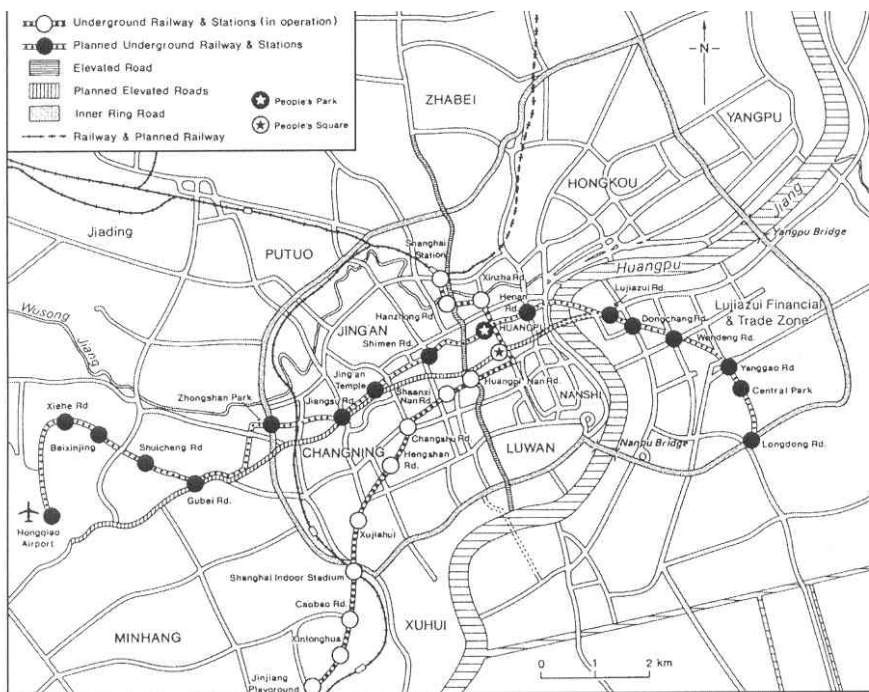 Underground Railway & Stations (in operation)
Planned Underground Railway & Stations
Elevated Road
Planned Elevated Roads
Inner Ring Road
Railway & Planned Railway
People's Park
People's Square
-N-
ZHABEI
YANGPU
HONGKOU
Jiang
Yangpu Bridge
Huangpu
Jiading
PUTUO
Shanghai
Station
Xinzha Rd.
Henan
Rd.
Lujiazui Rd.
Hanzhong Rd.
HUANGPU
Dongchang Rd.
Lujiazui Financial
& Trade Zone
Wusong
Jiang
JING'AN
Shimen Rd.
Wendeng Rd.
Jing'an
Temple
Yanggao Rd
Zhongshan Park
Jiangsu Rd.
Shaanxi
Nan Rd.
Huangpi Nan Rd.
NANSHI
Central Park
Xiehe Rd
Beixinjing
Shuicheng Rd
CHANGNING
Changshu Rd.
Hengshan
Rd.
LUWAN
Nanpu Bridge
Longdong Rd.
Gubei Rd.
Hongqiao
Airport
Xujiahui
Shanghai Indoor Stadium
Caobao Rd.
XUHUI
MINHANG
Xinlonghua
Jinjiang
Playground
0 1 2 km